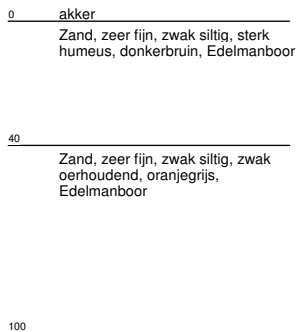 0 akker
Zand, zeer fijn, zwak siltig, sterk
humeus, donkerbruin, Edelmanboor
40
Zand, zeer fijn, zwak siltig, zwak
oerhoudend, oranjegrijs,
Edelmanboor
100